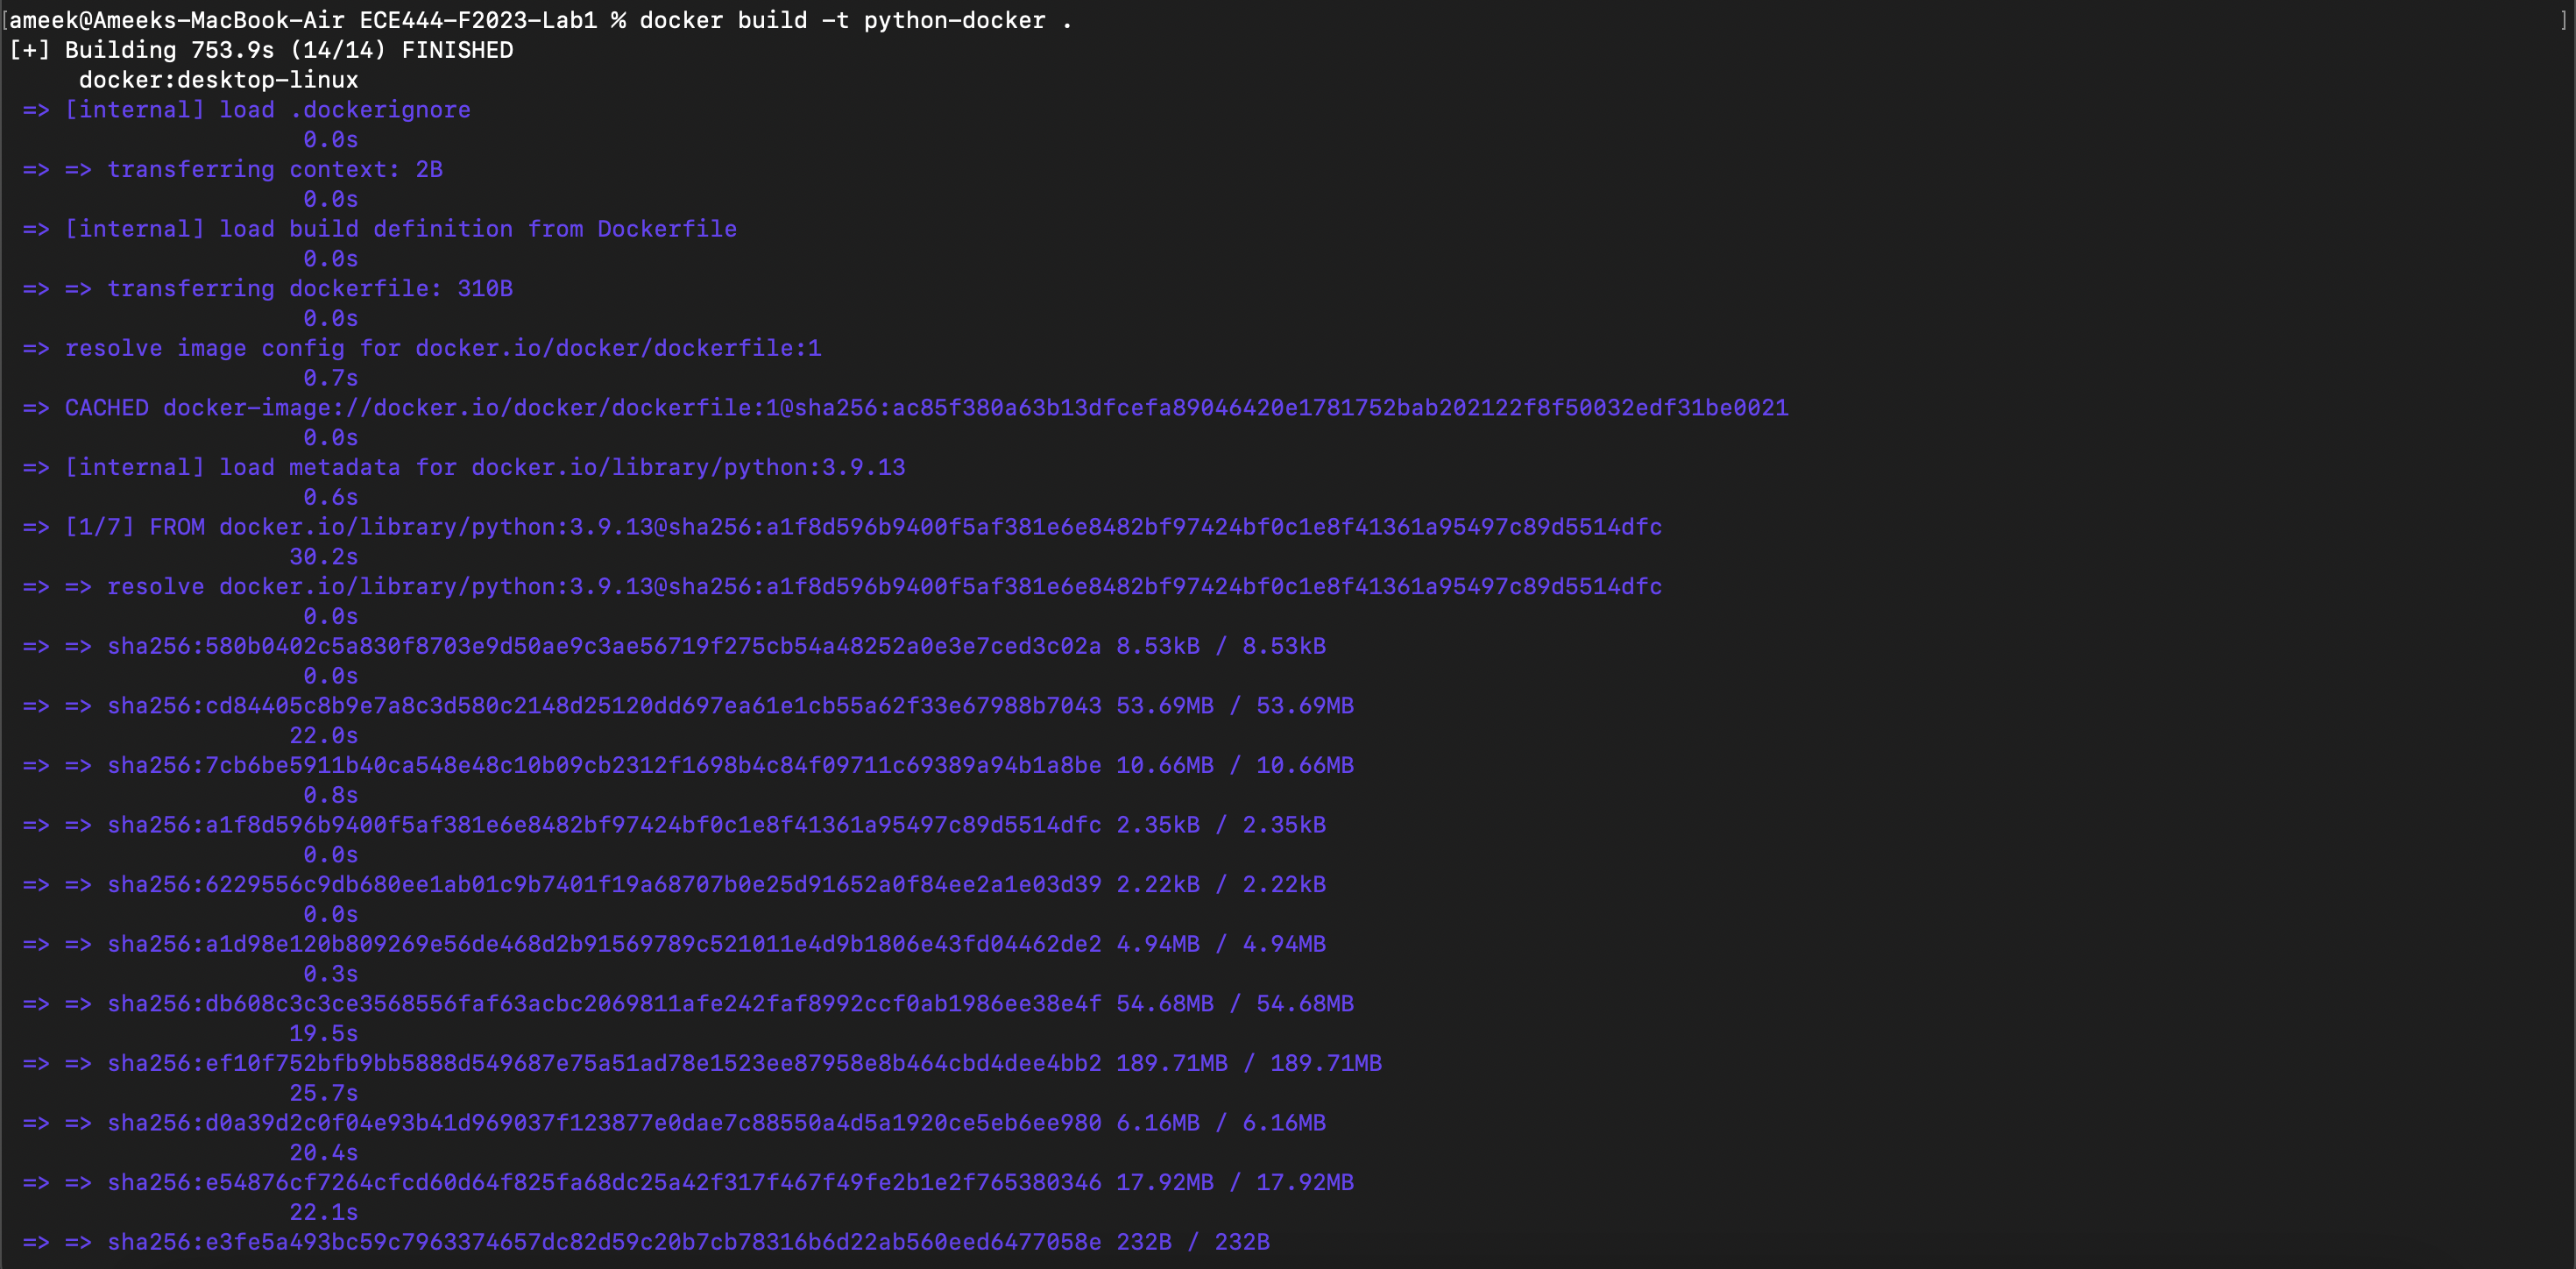 [ameek@Ameeks-MacBook-Air ECE444-F2023-Lab1 % docker build -t python-docker . ]
[+] Building 753.9s (14/14) FINISHED
docker:desktop-linux
=> [internal] load .dockerignore
0.0s
=> => transferring context: 2B
0.0s
=> [internal] load build definition from Dockerfile
0.0s
=> => transferring dockerfile: 310B
0.0s
=> resolve image config for docker.io/docker/dockerfile:1
0.7s
=> CACHED docker-image://docker.io/docker/dockerfile:1@sha256:ac85f380a63b13dfcefa89046420e1781752bab202122f8f50032edf31be0021
0.0s
=> [internal] load metadata for docker.io/library/python:3.9.13
0.6s
=> [1/7] FROM docker.io/library/python:3.9.13@sha256:a1f8d596b9400f5af381e6e8482bf97424bf0c1e8f41361a95497c89d5514dfc
30.2s
=> => resolve docker.io/library/python:3.9.13@sha256:a1f8d596b9400f5af381e6e8482bf97424bf0c1e8f41361a95497c89d5514dfc
0.0s
=> => sha256:580b0402c5a830f8703e9d50ae9c3ae56719f275cb54a48252a0e3e7ced3c02a 8.53kB / 8.53kB
0.0s
=> => sha256:cd84405c8b9e7a8c3d580c2148d25120dd697ea61e1cb55a62f33e67988b7043 53.69MB / 53.69MB
22.0s
=> => sha256:7cb6be5911b40ca548e48c10b09cb2312f1698b4c84f09711c69389a94b1a8be 10.66MB / 10.66MB
0.8s
=> => sha256:a1f8d596b9400f5af381e6e8482bf97424bf0c1e8f41361a95497c89d5514dfc 2.35kB / 2.35kB
0.0s
=> => sha256:6229556c9db680ee1ab01c9b7401f19a68707b0e25d91652a0f84ee2a1e03d39 2.22kB / 2.22kB
0.0s
=> => sha256:a1d98e120b809269e56de468d2b91569789c521011e4d9b1806e43fd04462de2 4.94MB / 4.94MB
0.3s
=> => sha256:db608c3c3ce3568556faf63acbc2069811afe242faf8992ccf0ab1986ee38e4f 54.68MB / 54.68MB
19.5s
=> => sha256:ef10f752bfb9bb5888d549687e75a51ad78e1523ee87958e8b464cbd4dee4bb2 189.71MB / 189.71MB
25.7s
=> => sha256:d0a39d2c0f04e93b41d969037f123877e0dae7c88550a4d5a1920ce5eb6ee980 6.16MB / 6.16MB
20.4s
=> => sha256:e54876cf7264cfcd60d64f825fa68dc25a42f317f467f49fe2b1e2f765380346 17.92MB / 17.92MB
22.1s
=> => sha256:e3fe5a493bc59c7963374657dc82d59c20b7cb78316b6d22ab560eed6477058e 232B / 232B